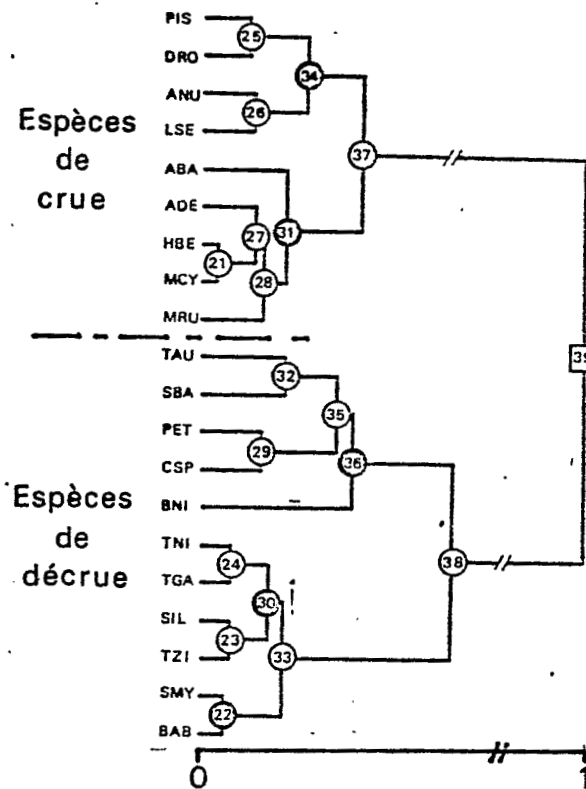 PIS
25
DRO
34
ANU
26
LSE
Espèces
de
crue
37
ABA
ADE
27
31
HBE
21
MCY
28
MRU
TAU
32
SBA
39
35
PET
29
CSP
36
BNI
Espèces
de
décrue
TNI
24
TGA
38
30
SIL
23
TZI
33
SMY
22
BAB
0
1